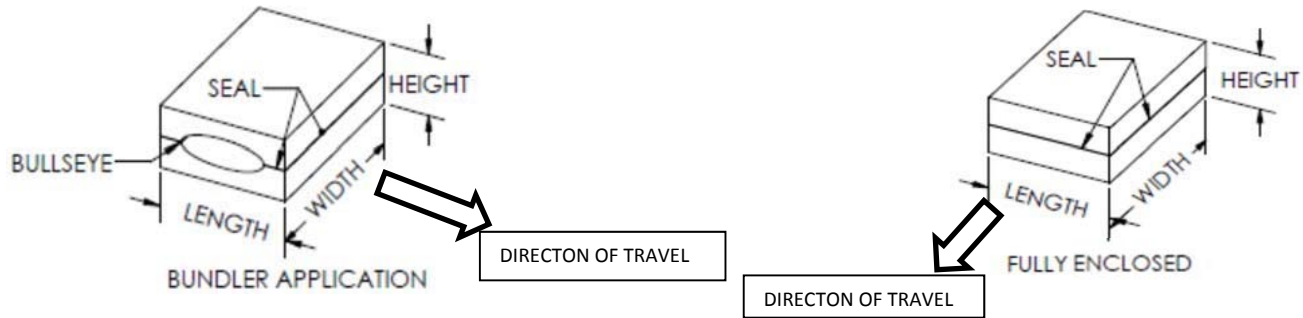 SEAL
HEIGHT
BULLSEYE
WIDTH
LENGTH
DIRECTON OF TRAVEL
BUNDLER APPLICATION
SEAL
HEIGHT
WIDTH
LENGTH
FULLY ENCLOSED
DIRECTON OF TRAVEL